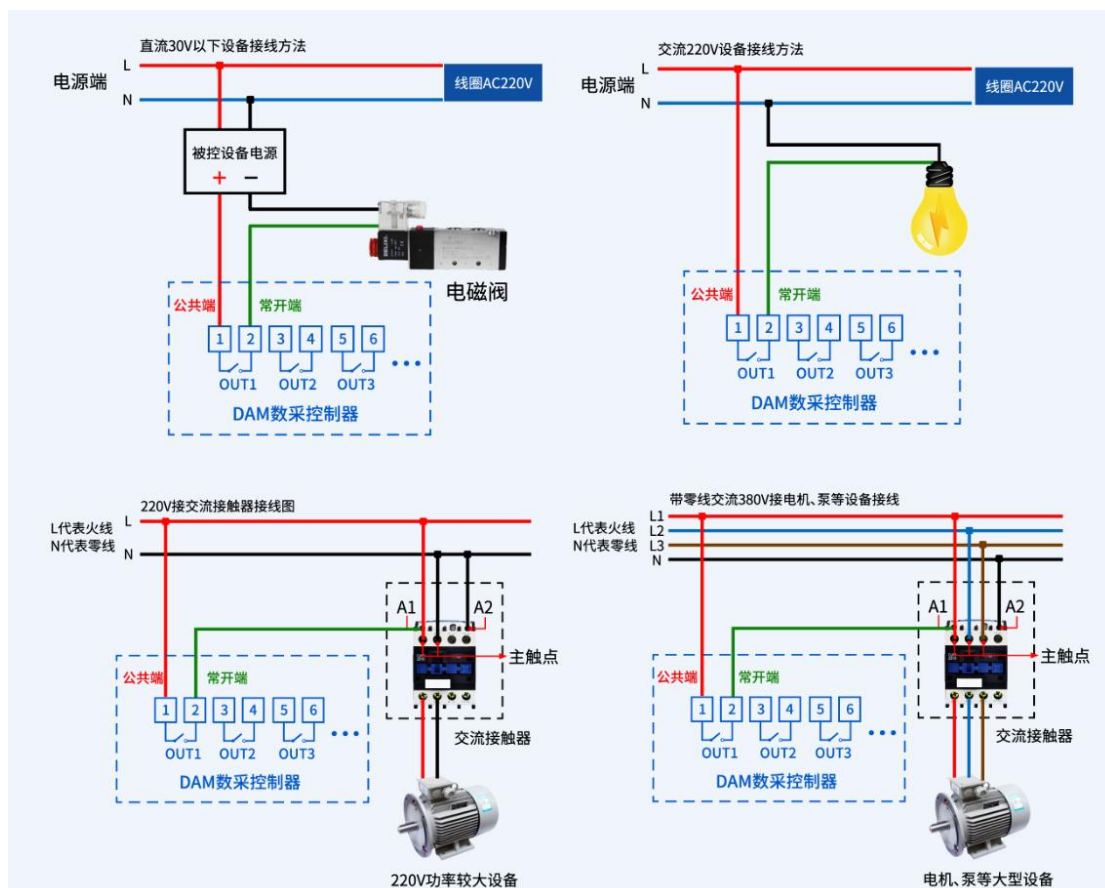 直流30V以下设备接线方法
L
电源端
线圈AC220V
N
被控设备电源
+ −
电磁阀
公共端
常开端
1 2 3 4 5 6
OUT1 OUT2 OUT3
DAM数采控制器
交流220V设备接线方法
L
电源端
线圈AC220V
N
公共端
常开端
1 2 3 4 5 6
OUT1 OUT2 OUT3
DAM数采控制器
220V接交流接触器接线图
L代表火线
L
N代表零线
N
A1 A2
主触点
公共端
常开端
1 2 3 4 5 6
OUT1 OUT2 OUT3
交流接触器
DAM数采控制器
220V功率较大设备
带零线交流380V接电机、泵等设备接线
L1
L代表火线
L2
N代表零线
L3
N
A1 A2
主触点
公共端
常开端
1 2 3 4 5 6
OUT1 OUT2 OUT3
交流接触器
DAM数采控制器
电机、泵等大型设备